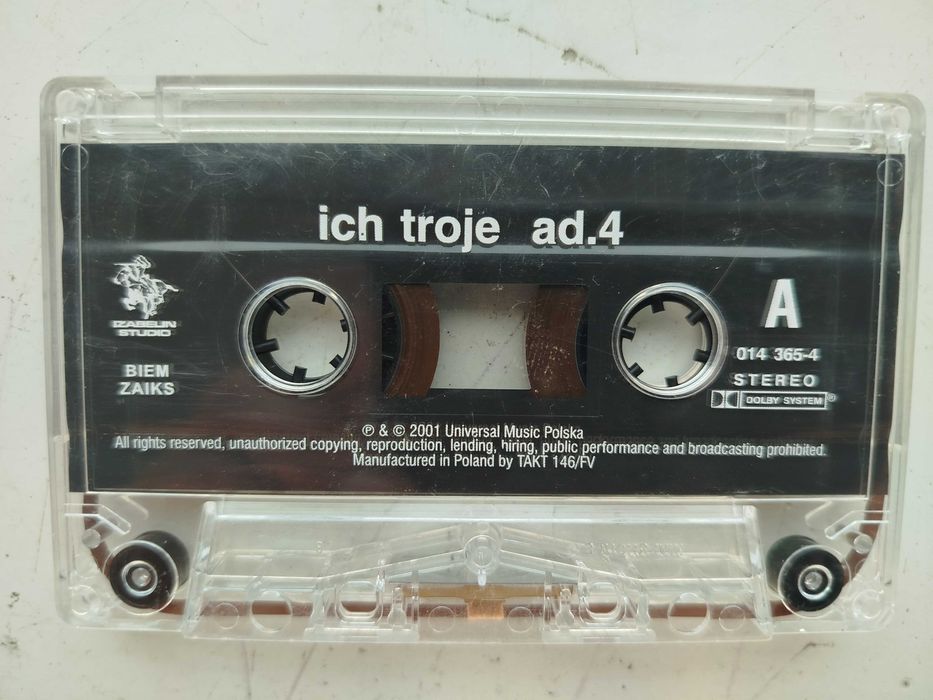 ich troje ad.4
IZABELIN
STUDIO
BIEM
ZAIKS
A
014 365-4
STEREO
DOLBY SYSTEM®
℗ & © 2001 Universal Music Polska
All rights reserved, unauthorized copying, reproduction, lending, hiring, public performance and broadcasting prohibited.
Manufactured in Poland by TAKT 146/FV